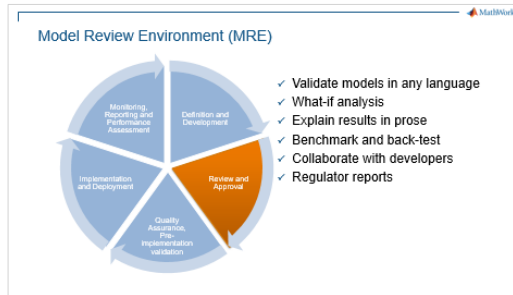 MathWork
Model Review Environment (MRE)
Monitoring,
Reporting and
Performance
Assessment
Definition and
Development
Implementation
and Deployment
Review and
Approval
Quality
Assurance,
Pre-
implementation
validation
✓ Validate models in any language
✓ What-if analysis
✓ Explain results in prose
✓ Benchmark and back-test
✓ Collaborate with developers
✓ Regulator reports